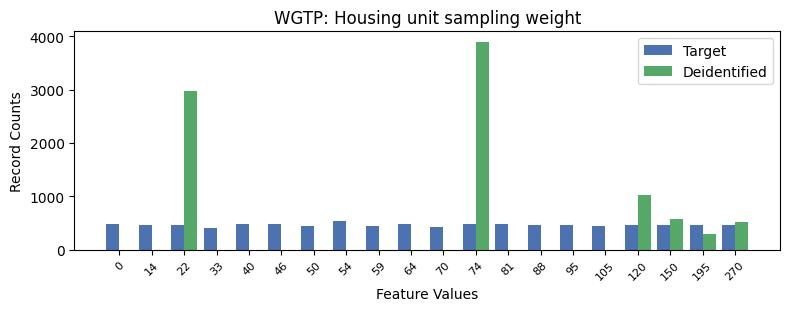 WGTP: Housing unit sampling weight
4000
3000
2000
1000
0
Record Counts
Target
Deidentified
0 14 22 33 40 46 50 54 59 64 70 74 81 88 95 105 120 150 195 270
Feature Values